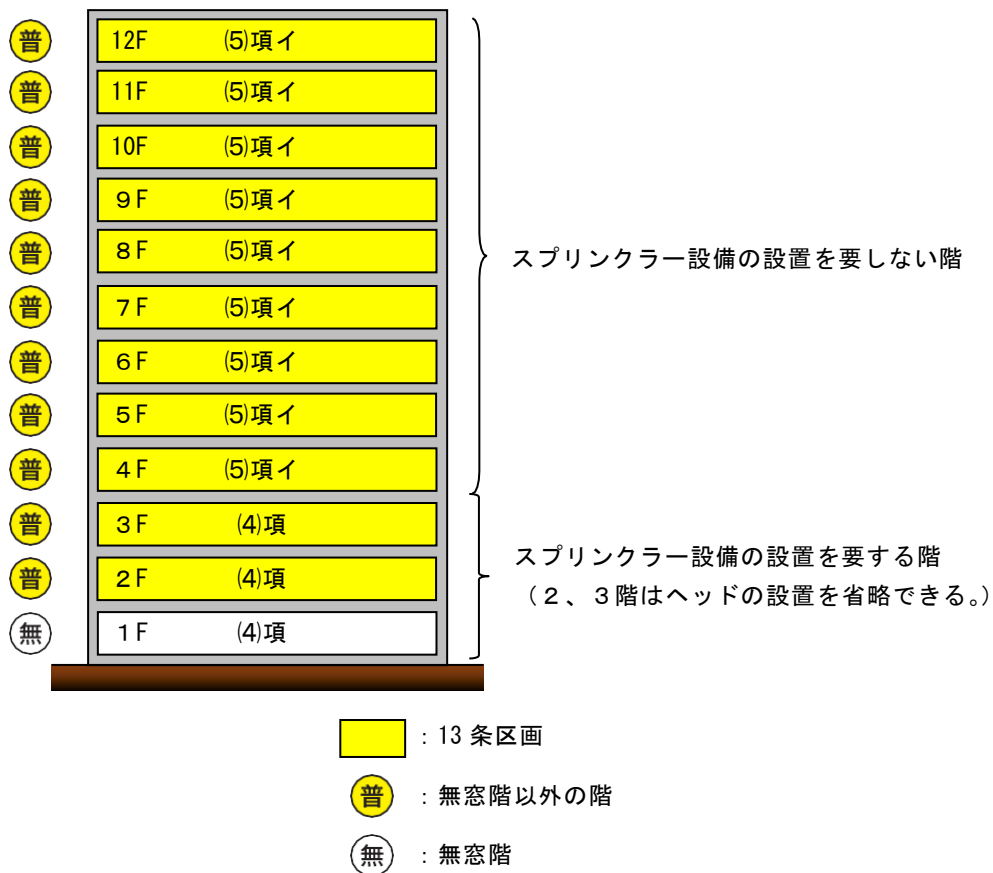 普 12F (5)項イ
普 11F (5)項イ
普 10F (5)項イ
普 9F (5)項イ
普 8F (5)項イ
スプリンクラー設備の設置を要しない階
普 7F (5)項イ
普 6F (5)項イ
普 5F (5)項イ
普 4F (5)項イ
普 3F (4)項
スプリンクラー設備の設置を要する階
普 2F (4)項
(2、3階はヘッドの設置を省略できる。)
無 1F (4)項
:13条区画
普 :無窓階以外の階
無 :無窓階